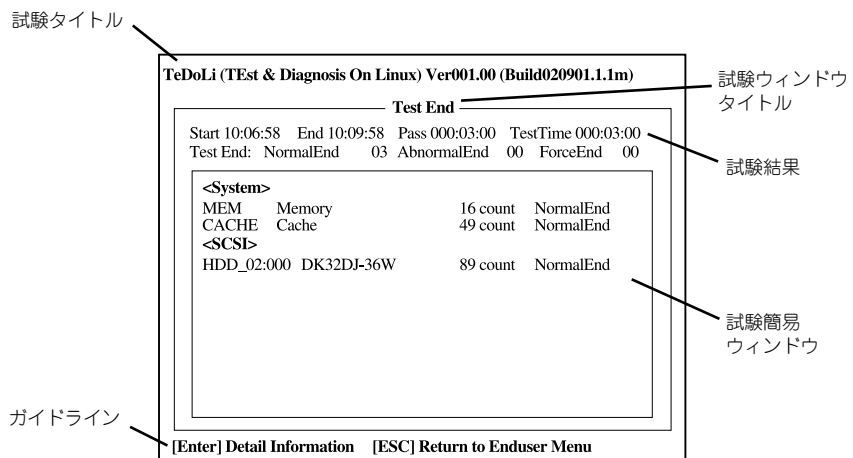 試験タイトル
TeDoLi (TEst & Diagnosis On Linux) Ver001.00 (Build020901.1.1m)
試験ウィンドウ
タイトル
Test End
Start 10:06:58 End 10:09:58 Pass 000:03:00 TestTime 000:03:00
Test End: NormalEnd 03 AbnormalEnd 00 ForceEnd 00
試験結果
<System>
MEM Memory 16 count NormalEnd
CACHE Cache 49 count NormalEnd
<SCSI>
HDD_02:000 DK32DJ-36W 89 count NormalEnd
試験簡易
ウィンドウ
ガイドライン
[Enter] Detail Information [ESC] Return to Enduser Menu